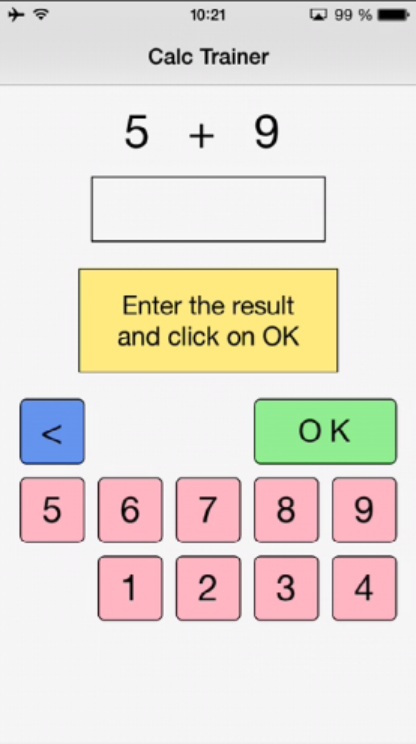 10:21 99 %
Calc Trainer
5 + 9
Enter the result
and click on OK
< OK
5 6 7 8 9
1 2 3 4